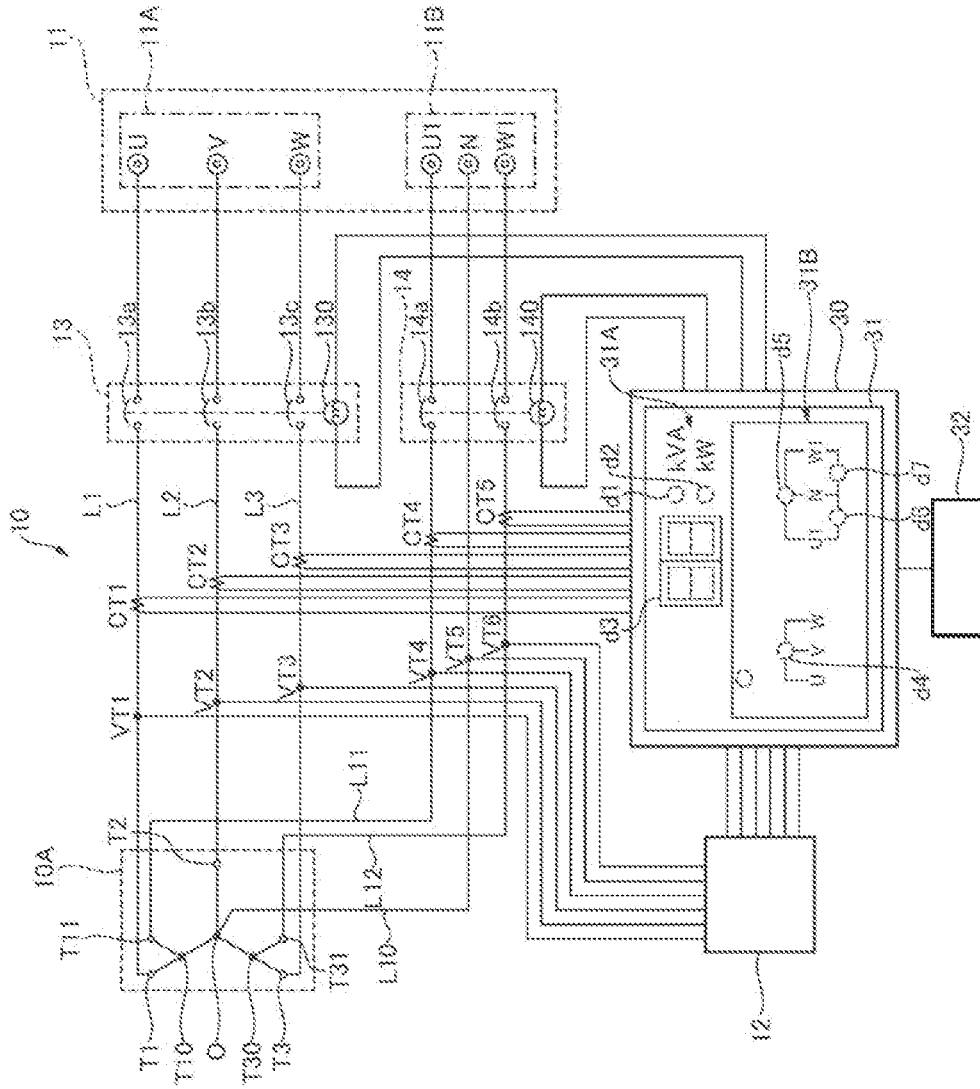 10
11
11A
11B
U
V
W
U1
N
W1
13
13a
13b
13c
130
14
14a
14b
140
L1
L2
L3
CT1
CT2
CT3
CT4
CT5
VT1
VT2
VT3
VT4
VT5
VT6
10A
T2
T11
T1
T10
O
T30
T3
T31
L11
L12
L10
31A
31B
d1
d2
kVA
kW
d3
d5
U V W
U1 N W1
d4
d6
d7
30
31
32
12